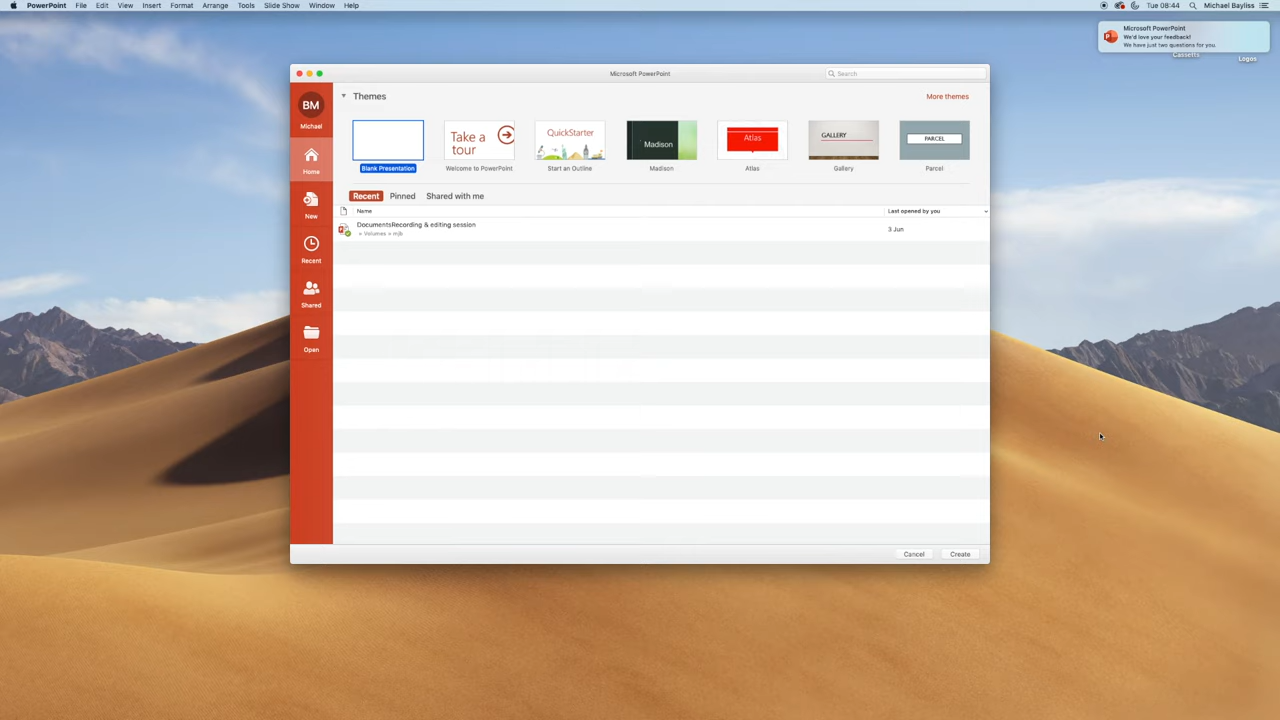 PowerPoint File Edit View Insert Format Arrange Tools Slide Show Window Help Tue 08:44 Michael Bayliss
Microsoft PowerPoint
We'd love your feedback!
We have just two questions for you.
Cassetts
Logos
Microsoft PowerPoint
Search
BM
Michael
Home
New
Recent
Shared
Open
Themes
More themes
Take a
tour
QuickStarter
Madison
Atlas
GALLERY
PARCEL
Blank Presentation
Welcome to PowerPoint
Start an Outline
Madison
Atlas
Gallery
Parcel
Recent Pinned Shared with me
Name
Last opened by you
DocumentsRecording & editing session
» Volumes » mjb
3 Jun
Cancel
Create